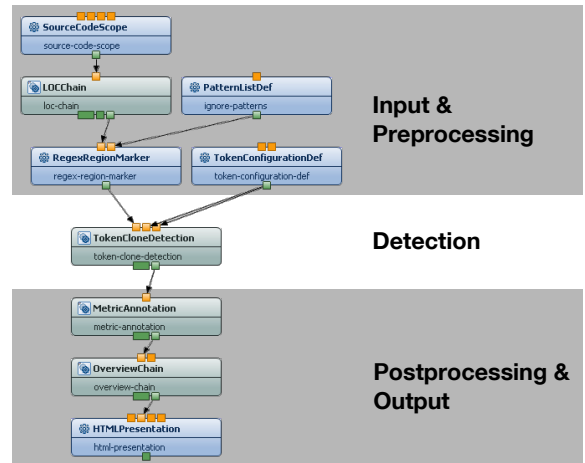 SourceCodeScope
source-code-scope
LOCChain
loc-chain
PatternListDef
ignore-patterns
Input &
Preprocessing
RegexRegionMarker
regex-region-marker
TokenConfigurationDef
token-configuration-def
TokenCloneDetection
token-clone-detection
Detection
MetricAnnotation
metric-annotation
OverviewChain
overview-chain
Postprocessing &
Output
HTMLPresentation
html-presentation